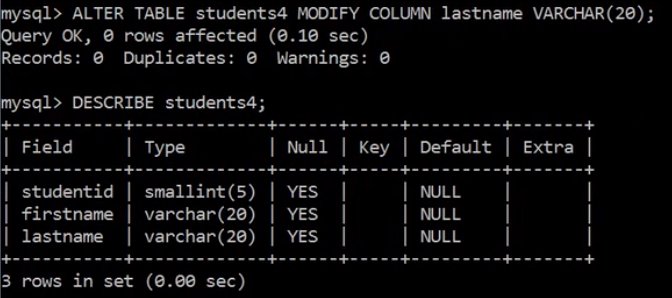 mysql> ALTER TABLE students4 MODIFY COLUMN lastname VARCHAR(20);
Query OK, 0 rows affected (0.10 sec)
Records: 0  Duplicates: 0  Warnings: 0
mysql> DESCRIBE students4;
+-----------+-------------+------+-----+---------+-------+
| Field     | Type        | Null | Key | Default | Extra |
+-----------+-------------+------+-----+---------+-------+
| studentid | smallint(5) | YES  |     | NULL    |       |
| firstname | varchar(20) | YES  |     | NULL    |       |
| lastname  | varchar(20) | YES  |     | NULL    |       |
+-----------+-------------+------+-----+---------+-------+
3 rows in set (0.00 sec)